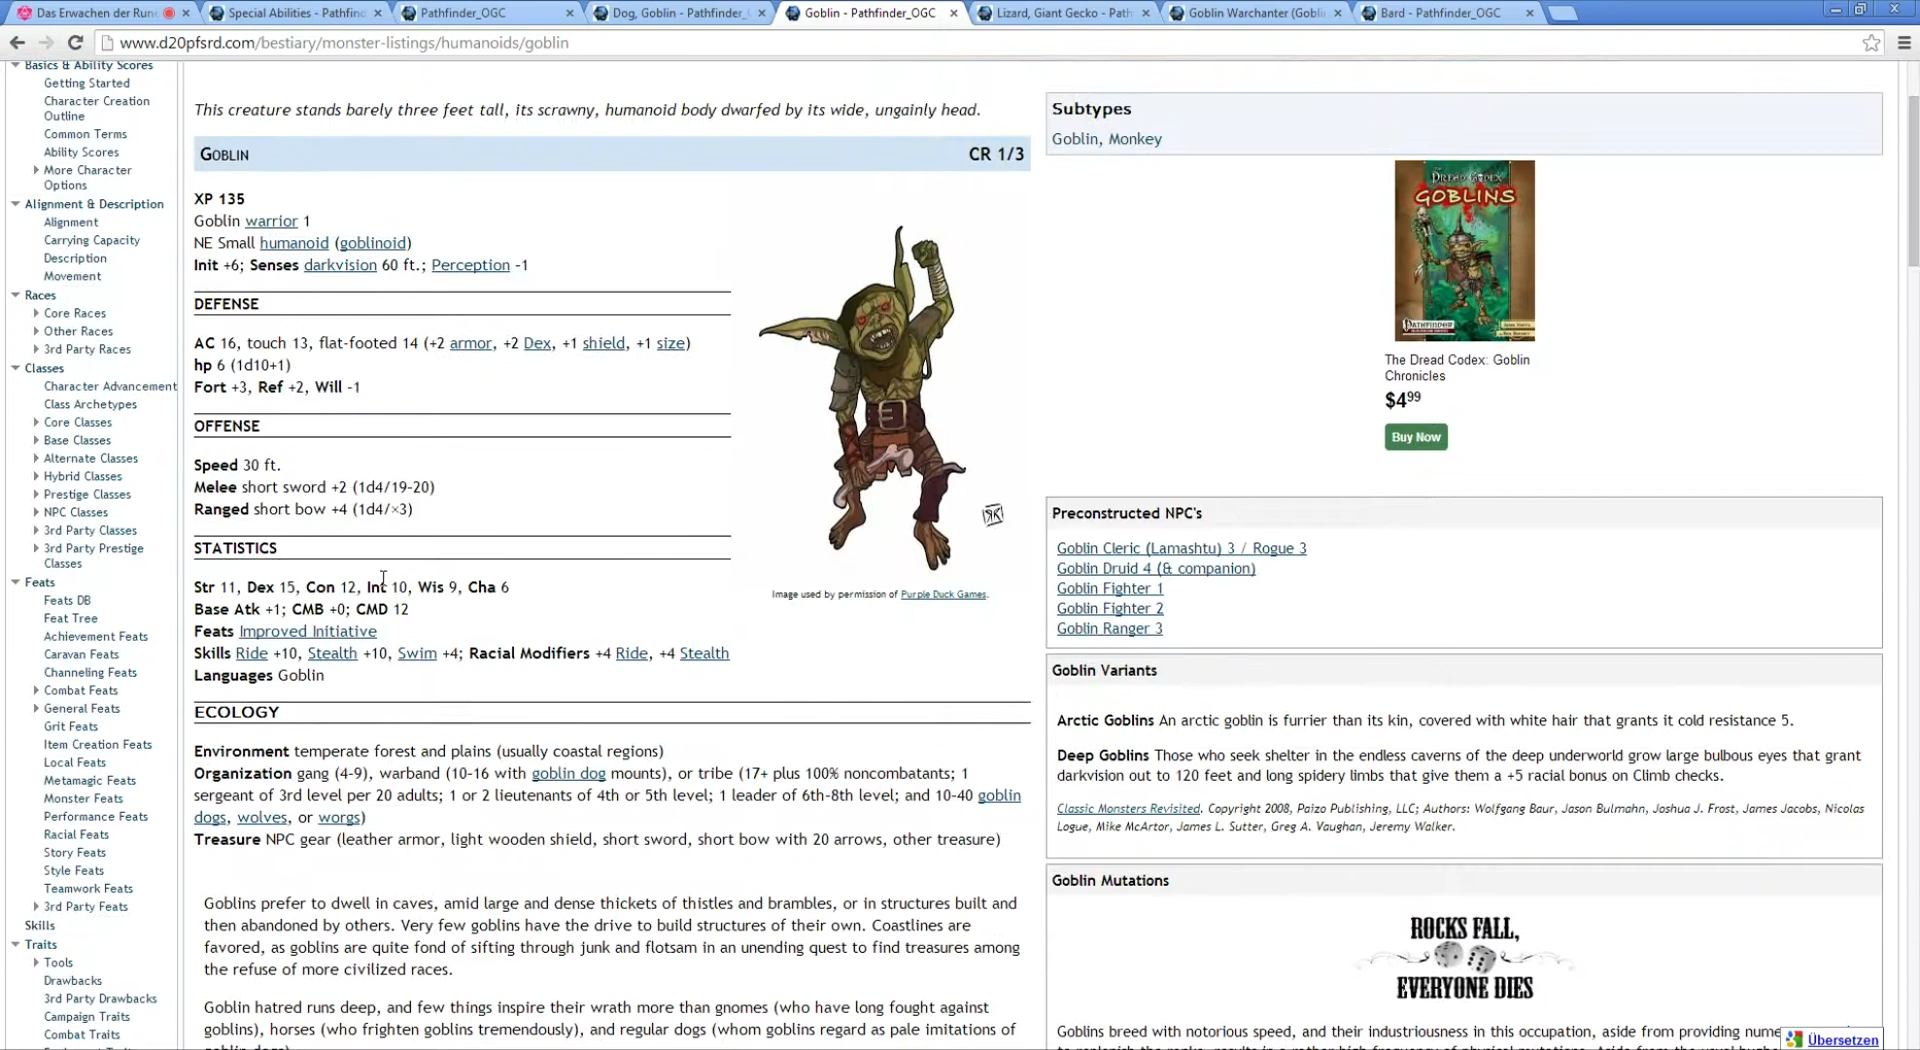 Das Erwachen der Rune
Special Abilities - Pathfin
Pathfinder_OGC
Dog, Goblin - Pathfinder_
Goblin - Pathfinder_OGC
Lizard, Giant Gecko - Path
Goblin Warchanter (Gobl
Bard - Pathfinder_OGC
www.d20pfsrd.com/bestiary/monster-listings/humanoids/goblin
Basics & Ability Scores
Getting Started
Character Creation
Outline
Common Terms
Ability Scores
More Character
Options
Alignment & Description
Alignment
Carrying Capacity
Description
Movement
Races
Core Races
Other Races
3rd Party Races
Classes
Character Advancement
Class Archetypes
Core Classes
Base Classes
Alternate Classes
Hybrid Classes
Prestige Classes
NPC Classes
3rd Party Classes
3rd Party Prestige
Classes
Feats
Feats DB
Feat Tree
Achievement Feats
Caravan Feats
Channeling Feats
Combat Feats
General Feats
Grit Feats
Item Creation Feats
Local Feats
Metamagic Feats
Monster Feats
Performance Feats
Racial Feats
Story Feats
Style Feats
Teamwork Feats
3rd Party Feats
Skills
Traits
Tools
Drawbacks
3rd Party Drawbacks
Campaign Traits
Combat Traits
This creature stands barely three feet tall, its scrawny, humanoid body dwarfed by its wide, ungainly head.
GOBLIN CR 1/3
XP 135
Goblin warrior 1
NE Small humanoid (goblinoid)
Init +6; Senses darkvision 60 ft.; Perception -1
DEFENSE
AC 16, touch 13, flat-footed 14 (+2 armor, +2 Dex, +1 shield, +1 size)
hp 6 (1d10+1)
Fort +3, Ref +2, Will -1
OFFENSE
Speed 30 ft.
Melee short sword +2 (1d4/19-20)
Ranged short bow +4 (1d4/×3)
STATISTICS
Str 11, Dex 15, Con 12, Int 10, Wis 9, Cha 6
Base Atk +1; CMB +0; CMD 12
Feats Improved Initiative
Skills Ride +10, Stealth +10, Swim +4; Racial Modifiers +4 Ride, +4 Stealth
Languages Goblin
RK
Image used by permission of Purple Duck Games.
ECOLOGY
Environment temperate forest and plains (usually coastal regions)
Organization gang (4-9), warband (10-16 with goblin dog mounts), or tribe (17+ plus 100% noncombatants; 1
sergeant of 3rd level per 20 adults; 1 or 2 lieutenants of 4th or 5th level; 1 leader of 6th-8th level; and 10-40 goblin
dogs, wolves, or worgs)
Treasure NPC gear (leather armor, light wooden shield, short sword, short bow with 20 arrows, other treasure)
Goblins prefer to dwell in caves, amid large and dense thickets of thistles and brambles, or in structures built and
then abandoned by others. Very few goblins have the drive to build structures of their own. Coastlines are
favored, as goblins are quite fond of sifting through junk and flotsam in an unending quest to find treasures among
the refuse of more civilized races.
Goblin hatred runs deep, and few things inspire their wrath more than gnomes (who have long fought against
goblins), horses (who frighten goblins tremendously), and regular dogs (whom goblins regard as pale imitations of
goblin dogs).
Subtypes
Goblin, Monkey
DREAD CODEX
GOBLINS
PATHFINDER
The Dread Codex: Goblin
Chronicles
$4.99
Buy Now
Preconstructed NPC's
Goblin Cleric (Lamashtu) 3 / Rogue 3
Goblin Druid 4 (& companion)
Goblin Fighter 1
Goblin Fighter 2
Goblin Ranger 3
Goblin Variants
Arctic Goblins An arctic goblin is furrier than its kin, covered with white hair that grants it cold resistance 5.
Deep Goblins Those who seek shelter in the endless caverns of the deep underworld grow large bulbous eyes that grant
darkvision out to 120 feet and long spidery limbs that give them a +5 racial bonus on Climb checks.
Classic Monsters Revisited. Copyright 2008, Paizo Publishing, LLC; Authors: Wolfgang Baur, Jason Bulmahn, Joshua J. Frost, James Jacobs, Nicolas
Logue, Mike McArtor, James L. Sutter, Greg A. Vaughan, Jeremy Walker.
Goblin Mutations
ROCKS FALL,
EVERYONE DIES
Goblins breed with notorious speed, and their industriousness in this occupation, aside from providing nume
Übersetzen